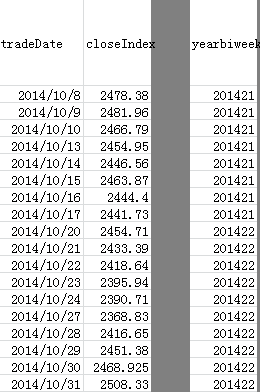 tradeDate closeIndex yearbiweek
2014/10/8 2478.38 201421
2014/10/9 2481.96 201421
2014/10/10 2466.79 201421
2014/10/13 2454.95 201421
2014/10/14 2446.56 201421
2014/10/15 2463.87 201421
2014/10/16 2444.4 201421
2014/10/17 2441.73 201421
2014/10/20 2454.71 201422
2014/10/21 2433.39 201422
2014/10/22 2418.64 201422
2014/10/23 2395.94 201422
2014/10/24 2390.71 201422
2014/10/27 2368.83 201422
2014/10/28 2416.65 201422
2014/10/29 2451.38 201422
2014/10/30 2468.925 201422
2014/10/31 2508.33 201422